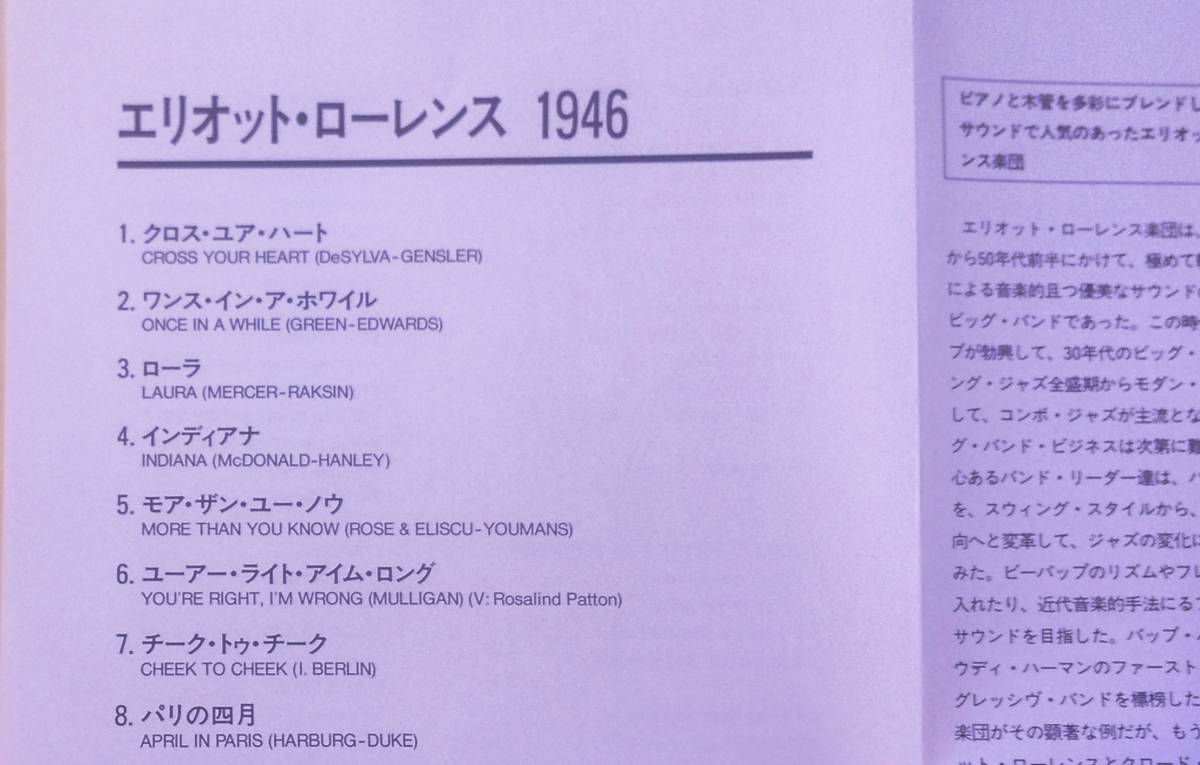 エリオット・ローレンス 1946
1. クロス・ユア・ハート
CROSS YOUR HEART (DeSYLVA-GENSLER)
2. ワンス・イン・ア・ホワイル
ONCE IN A WHILE (GREEN-EDWARDS)
3. ローラ
LAURA (MERCER-RAKSIN)
4. インディアナ
INDIANA (McDONALD-HANLEY)
5. モア・ザン・ユー・ノウ
MORE THAN YOU KNOW (ROSE & ELISCU-YOUMANS)
6. ユーアー・ライト・アイム・ロング
YOU'RE RIGHT, I'M WRONG (MULLIGAN) (V: Rosalind Patton)
7. チーク・トゥ・チーク
CHEEK TO CHEEK (I. BERLIN)
8. パリの四月
APRIL IN PARIS (HARBURG-DUKE)
ピアノと木管を多彩にブレンドし
サウンドで人気のあったエリオッ
ンス楽団
エリオット・ローレンス楽団は、
から50年代前半にかけて、極めて
による音楽的且つ優美なサウンドの
ビッグ・バンドであった。この時
プが勃興して、30年代のビッグ・
ング・ジャズ全盛期からモダン・
して、コンボ・ジャズが主流とな
グ・バンド・ビジネスは次第に難
心あるバンド・リーダー達は、バ
を、スウィング・スタイルから、
向へと変革して、ジャズの変化に
みた。ビーバップのリズムやフレ
入れたり、近代音楽的手法にる
サウンドを目指した。バップ・
ウディ・ハーマンのファースト
グレッシヴ・バンドを標榜した
楽団がその顕著な例だが、もう
ット・ローレンスとクロード・